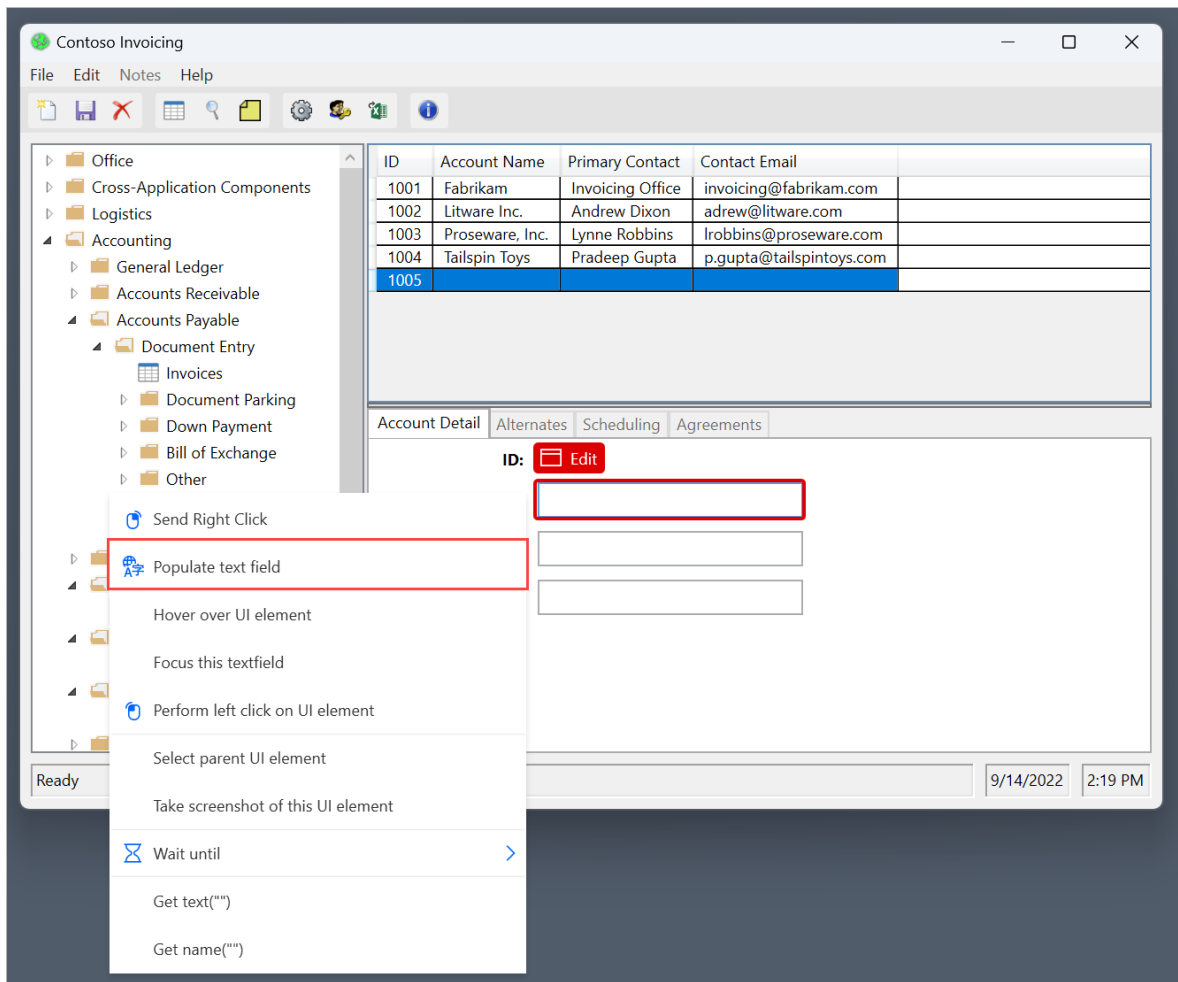 Contoso Invoicing
File Edit Notes Help
Office
Cross-Application Components
Logistics
Accounting
General Ledger
Accounts Receivable
Accounts Payable
Document Entry
Invoices
Document Parking
Down Payment
Bill of Exchange
Other
ID Account Name Primary Contact Contact Email
1001 Fabrikam Invoicing Office invoicing@fabrikam.com
1002 Litware Inc. Andrew Dixon adrew@litware.com
1003 Proseware, Inc. Lynne Robbins lrobbins@proseware.com
1004 Tailspin Toys Pradeep Gupta p.gupta@tailspintoys.com
1005
Account Detail Alternates Scheduling Agreements
ID: Edit
Send Right Click
Populate text field
Hover over UI element
Focus this textfield
Perform left click on UI element
Select parent UI element
Take screenshot of this UI element
Wait until
Get text("")
Get name("")
Ready 9/14/2022 2:19 PM